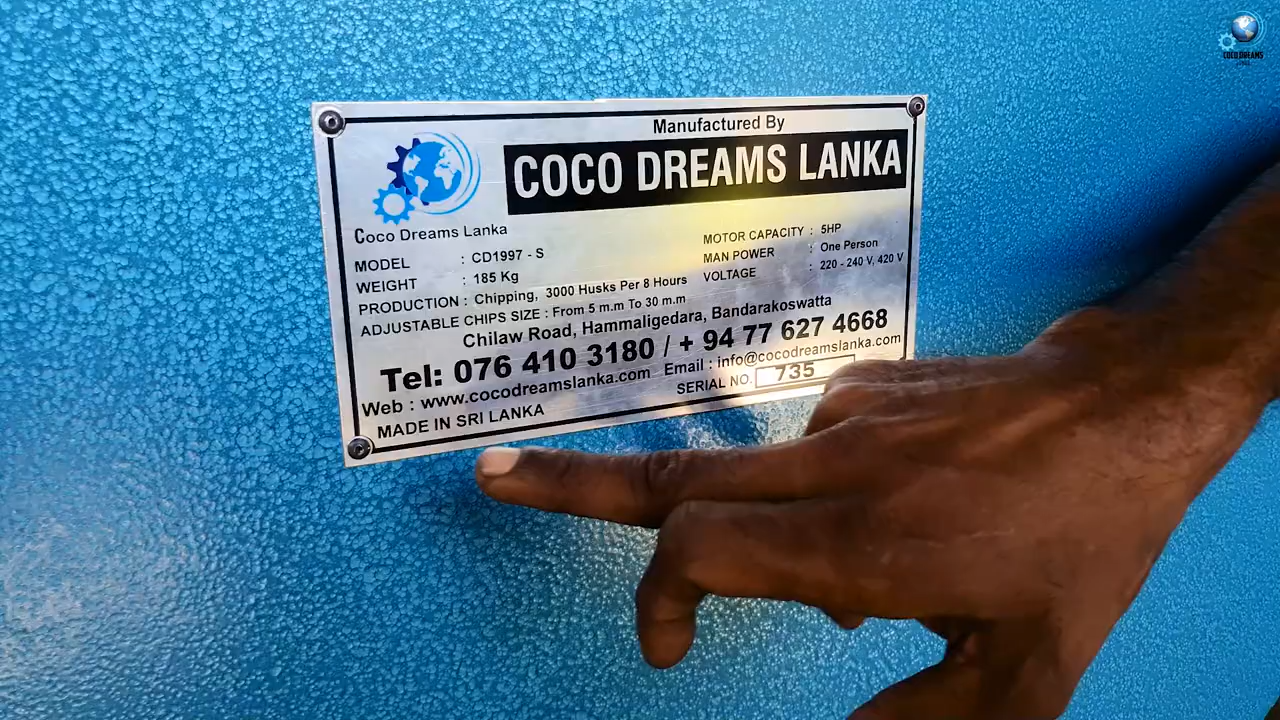 Manufactured By
COCO DREAMS LANKA
Coco Dreams Lanka
MODEL : CD1997 - S
WEIGHT : 185 Kg
PRODUCTION : Chipping, 3000 Husks Per 8 Hours
ADJUSTABLE CHIPS SIZE : From 5 m.m To 30 m.m
MOTOR CAPACITY : 5HP
MAN POWER : One Person
VOLTAGE : 220 - 240 V, 420 V
Chilaw Road, Hammaligedara, Bandarakoswatta
Tel: 076 410 3180 / + 94 77 627 4668
Web : www.cocodreamslanka.com Email : info@cocodreamslanka.com
MADE IN SRI LANKA
SERIAL NO. 735
COCO DREAMS